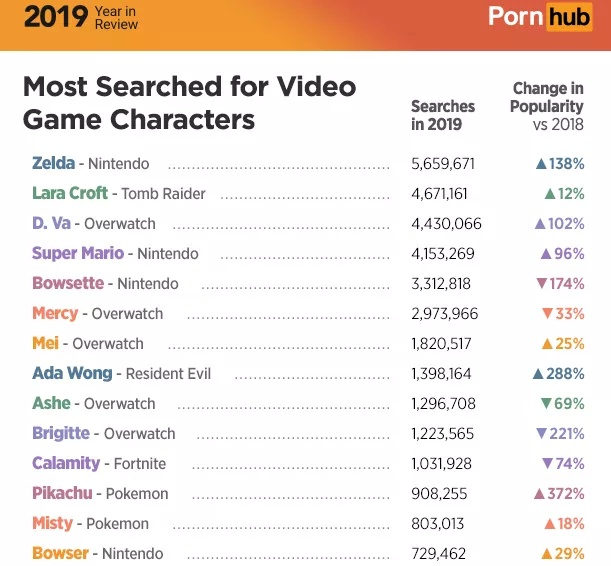 2019 Year in Review
Porn hub
Most Searched for Video Game Characters
Searches in 2019
Change in Popularity vs 2018
Zelda - Nintendo 5,659,671 ▲138%
Lara Croft - Tomb Raider 4,671,161 ▲12%
D. Va - Overwatch 4,430,066 ▲102%
Super Mario - Nintendo 4,153,269 ▲96%
Bowsette - Nintendo 3,312,818 ▼174%
Mercy - Overwatch 2,973,966 ▼33%
Mei - Overwatch 1,820,517 ▲25%
Ada Wong - Resident Evil 1,398,164 ▲288%
Ashe - Overwatch 1,296,708 ▼69%
Brigitte - Overwatch 1,223,565 ▼221%
Calamity - Fortnite 1,031,928 ▼74%
Pikachu - Pokemon 908,255 ▲372%
Misty - Pokemon 803,013 ▲18%
Bowser - Nintendo 729,462 ▲29%